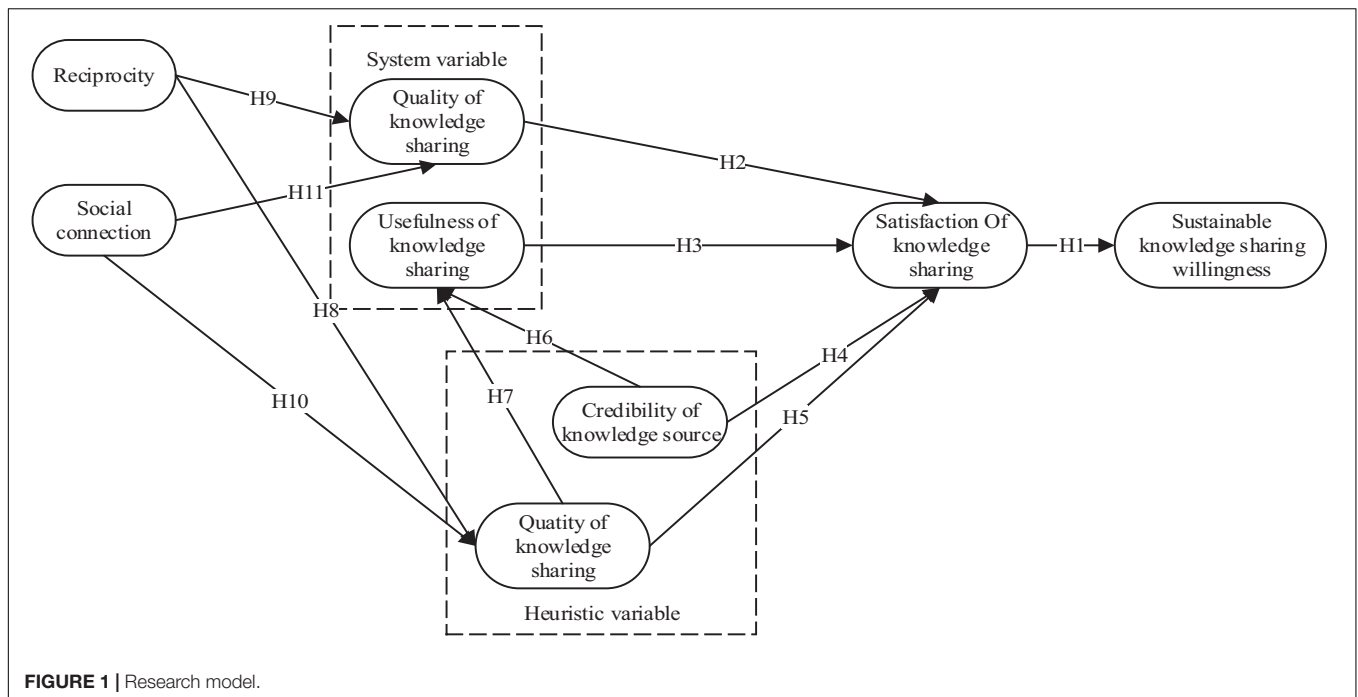 System variable
Reciprocity
Quality of
knowledge
sharing
H9
H2
H11
Social
connection
Usefulness of
knowledge
sharing
H3
Satisfaction Of
knowledge
sharing
H1
Sustainable
knowledge sharing
willingness
H8
H6
H4
H7
H10
Credibility of
knowledge source
H5
Quatity of
knowledge
sharing
Heuristic variable
FIGURE 1 | Research model.